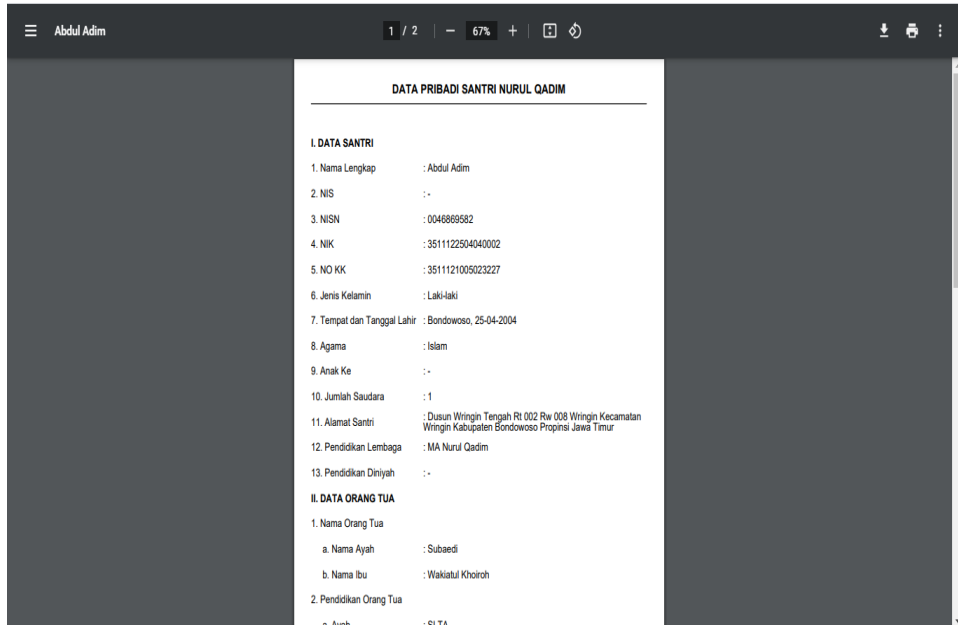 Abdul Adim
1 / 2
67%
DATA PRIBADI SANTRI NURUL QADIM
I. DATA SANTRI
1. Nama Lengkap : Abdul Adim
2. NIS : -
3. NISN : 0046869582
4. NIK : 3511122504040002
5. NO KK : 3511121005023227
6. Jenis Kelamin : Laki-laki
7. Tempat dan Tanggal Lahir : Bondowoso, 25-04-2004
8. Agama : Islam
9. Anak Ke : -
10. Jumlah Saudara : 1
11. Alamat Santri : Dusun Wringin Tengah Rt 002 Rw 008 Wringin Kecamatan
Wringin Kabupaten Bondowoso Propinsi Jawa Timur
12. Pendidikan Lembaga : MA Nurul Qadim
13. Pendidikan Diniyah : -
II. DATA ORANG TUA
1. Nama Orang Tua
a. Nama Ayah : Subaedi
b. Nama Ibu : Wakiatul Khoiroh
2. Pendidikan Orang Tua
a. Ayah : SLTA